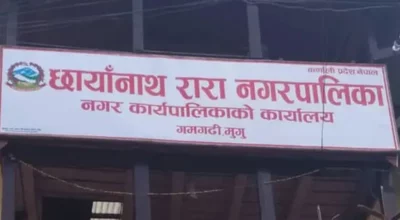 कर्णाली प्रदेश नेपाल
छायाँनाथ रारा नगरपालिका
नगर कार्यपालिकाको कार्यालय
गमगढी मुगु